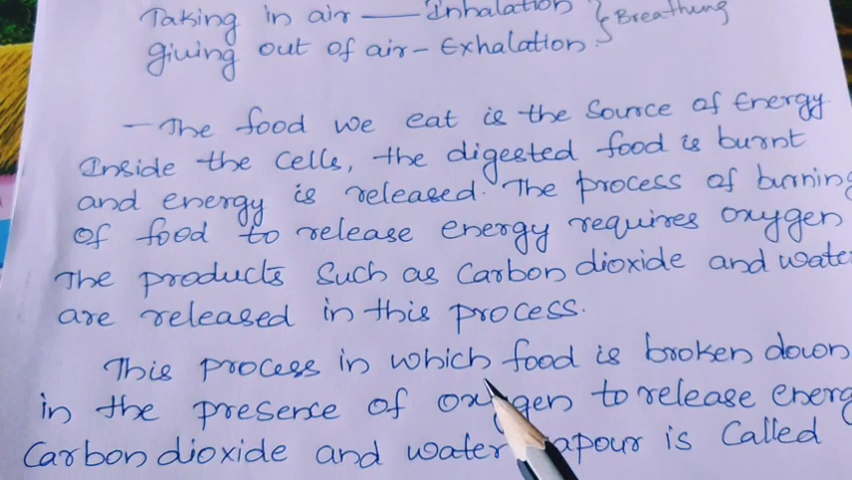 Taking in air — Inhalation } Breathing
giving out of air - Exhalation.
- The food we eat is the source of Energy
Inside the cells, the digested food is burnt
and energy is released. The process of burning
of food to release energy requires oxygen
The products such as carbon dioxide and wate
are released in this process.
This process in which food is broken down
in the presence of oxygen to release energ
Carbon dioxide and water apour is called